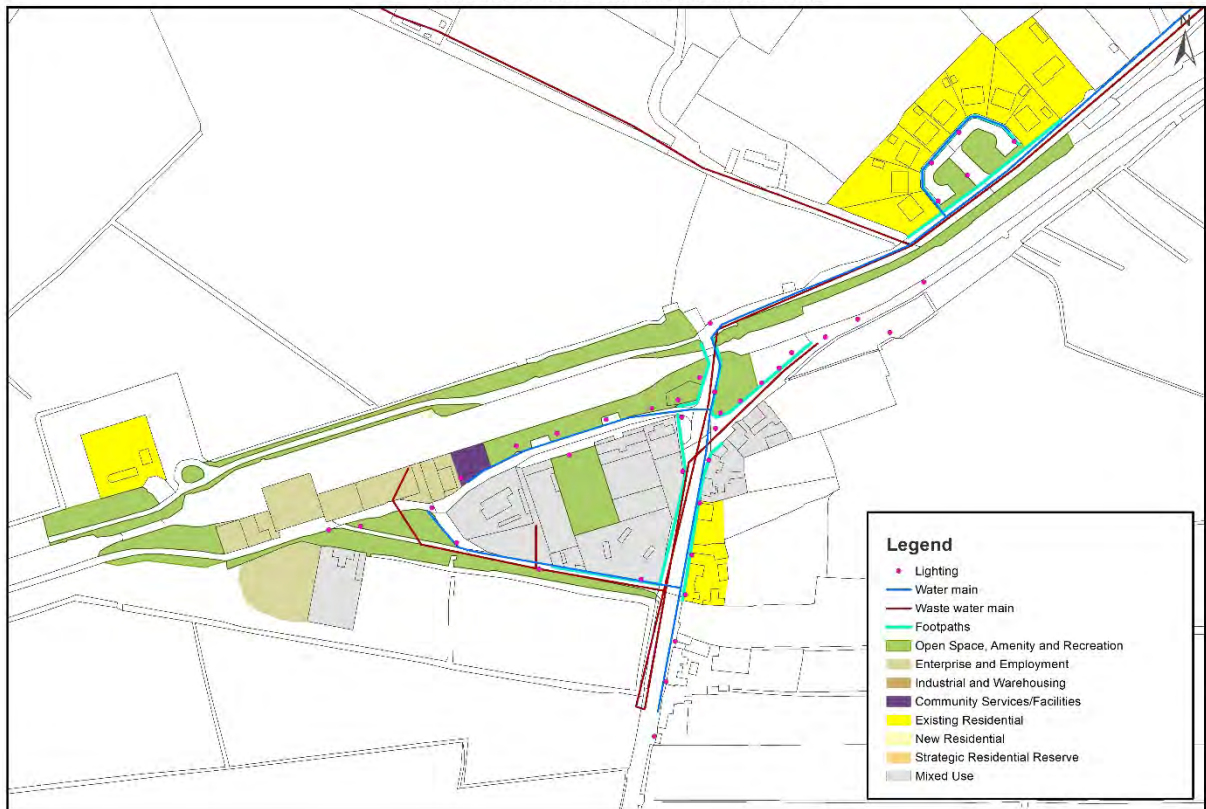 N
Legend
Lighting
Water main
Waste water main
Footpaths
Open Space, Amenity and Recreation
Enterprise and Employment
Industrial and Warehousing
Community Services/Facilities
Existing Residential
New Residential
Strategic Residential Reserve
Mixed Use